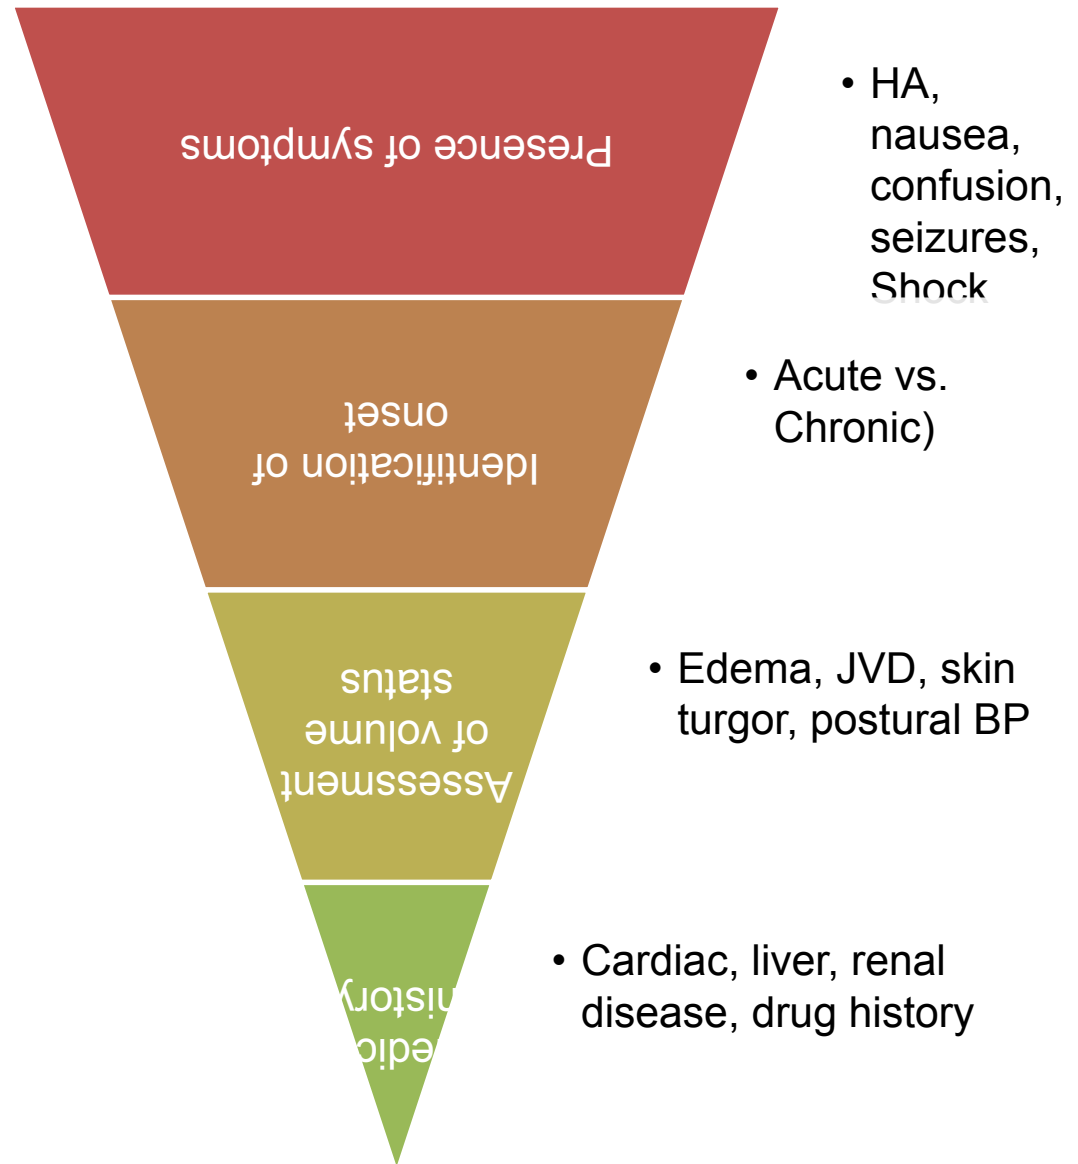 Presence of symptoms
• HA,
nausea,
confusion,
seizures,
Shock
Identification of
onset
• Acute vs.
Chronic)
Assessment
of volume
status
• Edema, JVD, skin
turgor, postural BP
history
• Cardiac, liver, renal
disease, drug history